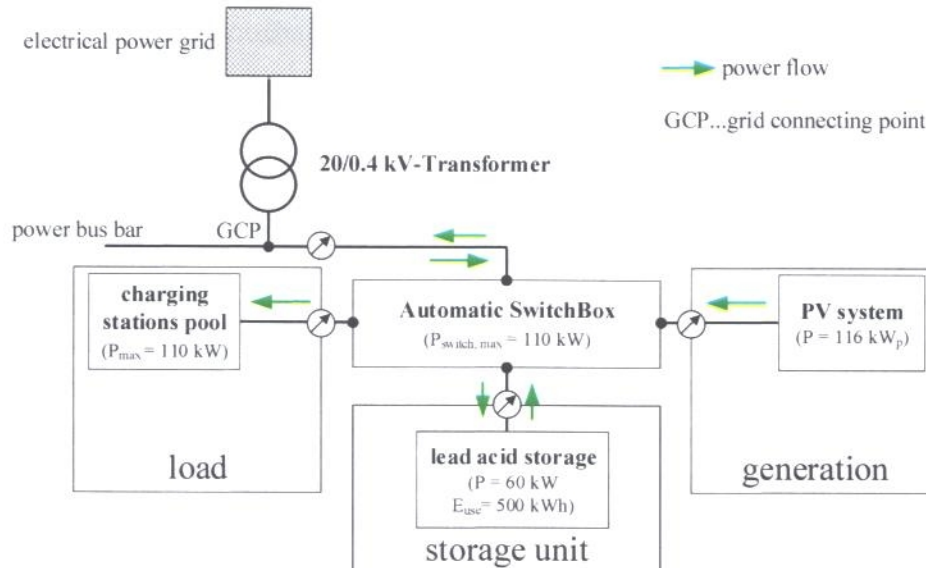 electrical power grid
power flow
GCP...grid connecting point
20/0.4 kV-Transformer
power bus bar
GCP
charging
stations pool
(Pmax = 110 kW)
Automatic SwitchBox
(Pswitch, max = 110 kW)
PV system
(P = 116 kWp)
load
lead acid storage
(P = 60 kW
Euse= 500 kWh)
storage unit
generation